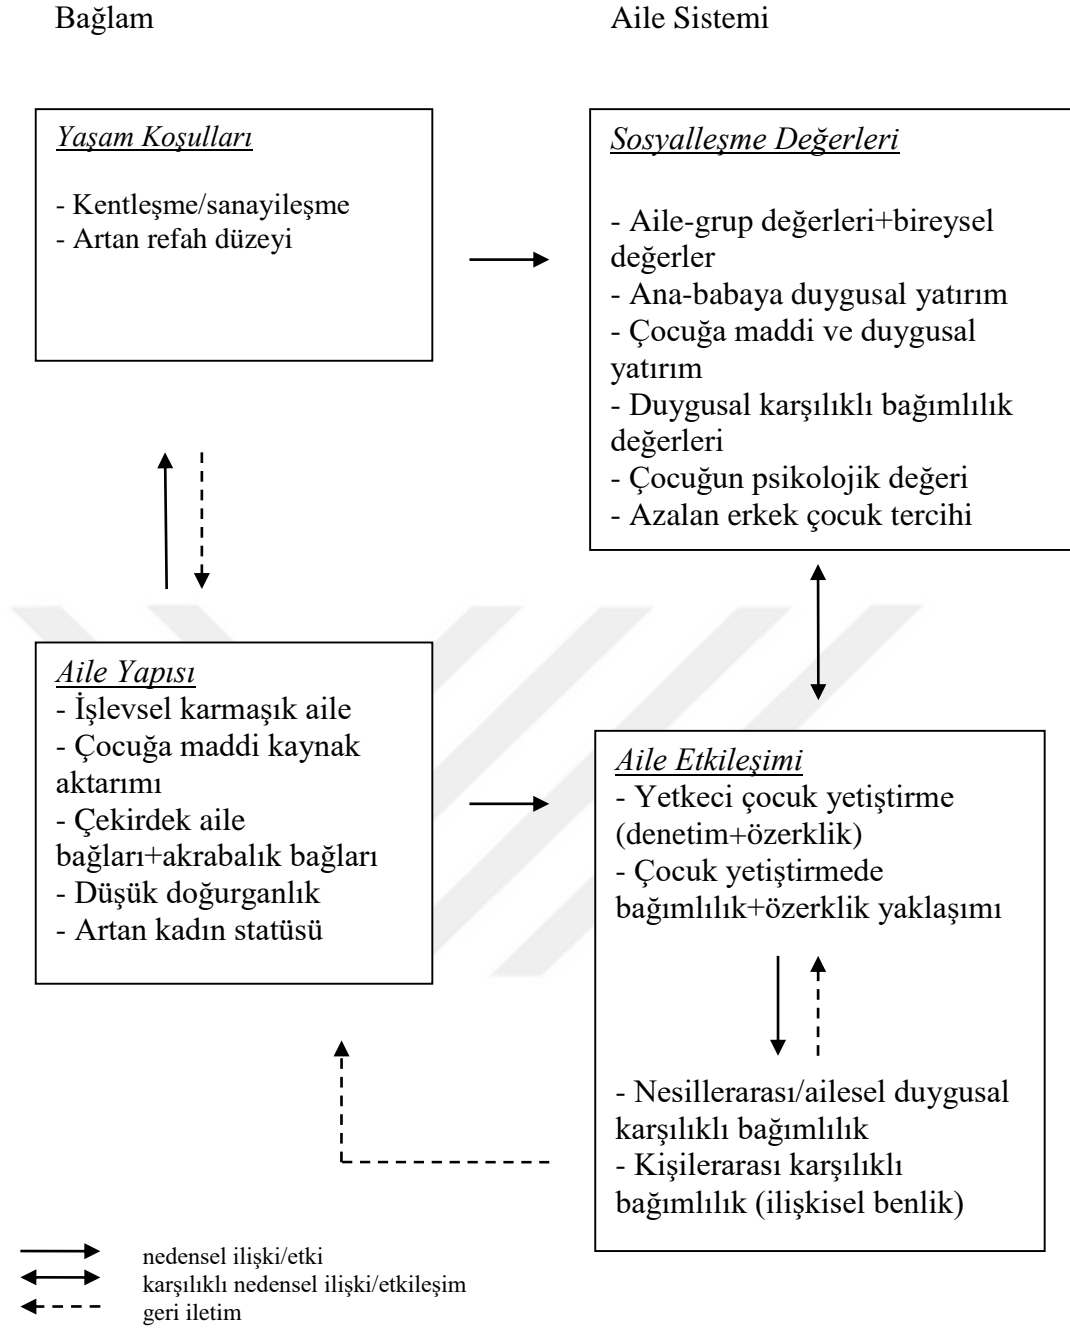 Bağlam
Aile Sistemi
Yaşam Koşulları
- Kentleşme/sanayileşme
- Artan refah düzeyi
Sosyalleşme Değerleri
- Aile-grup değerleri+bireysel
değerler
- Ana-babaya duygusal yatırım
- Çocuğa maddi ve duygusal
yatırım
- Duygusal karşılıklı bağımlılık
değerleri
- Çocuğun psikolojik değeri
- Azalan erkek çocuk tercihi
Aile Yapısı
- İşlevsel karmaşık aile
- Çocuğa maddi kaynak
aktarımı
- Çekirdek aile
bağları+akrabalık bağları
- Düşük doğurganlık
- Artan kadın statüsü
Aile Etkileşimi
- Yetkeci çocuk yetiştirme
(denetim+özerklik)
- Çocuk yetiştirmede
bağımlılık+özerklik yaklaşımı
- Nesillerarası/ailesel duygusal
karşılıklı bağımlılık
- Kişilerarası karşılıklı
bağımlılık (ilişkisel benlik)
nedensel ilişki/etki
karşılıklı nedensel ilişki/etkileşim
geri iletim